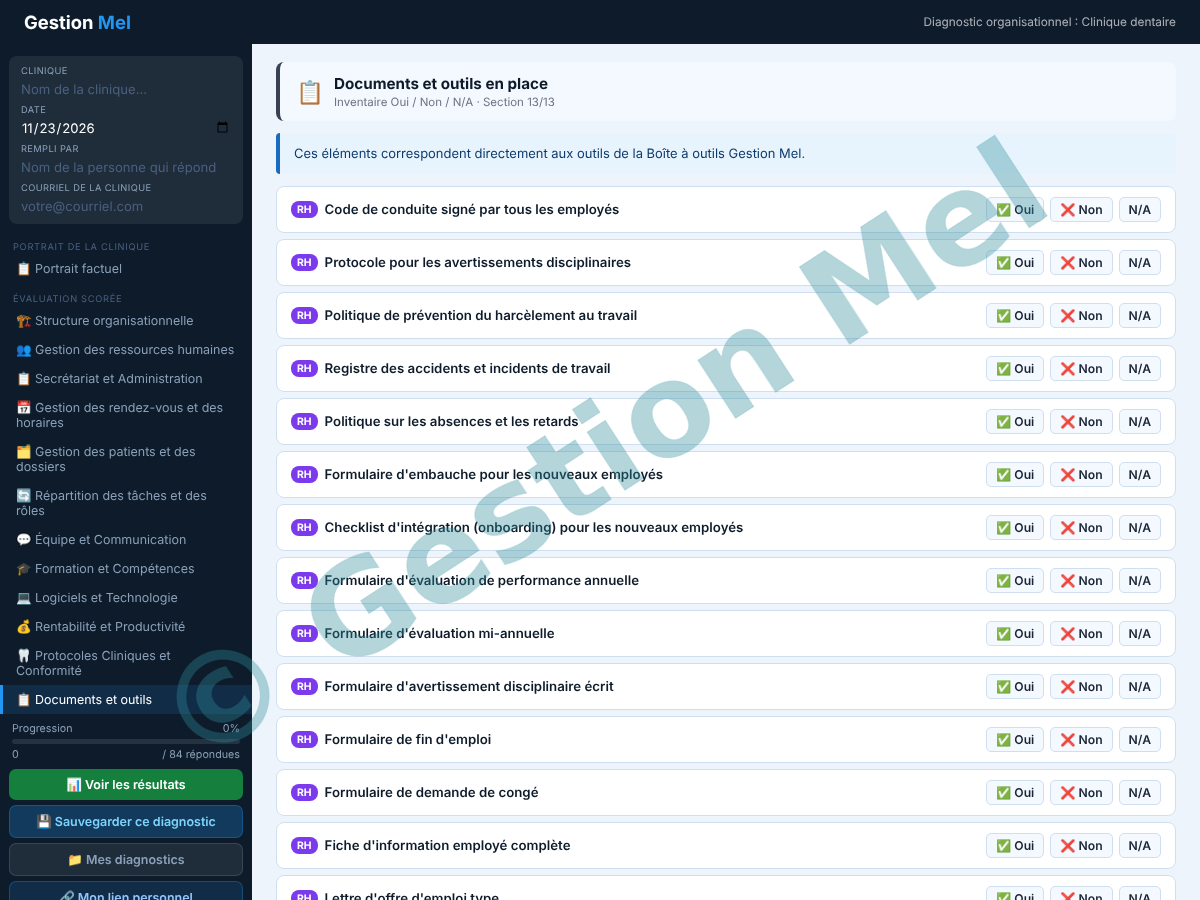 Gestion Mel
Diagnostic organisationnel : Clinique dentaire
CLINIQUE
Nom de la clinique...
DATE
11/23/2026
REMPLI PAR
Nom de la personne qui répond
COURRIEL DE LA CLINIQUE
votre@courriel.com
PORTRAIT DE LA CLINIQUE
📋 Portrait factuel
ÉVALUATION SCORÉE
🏗️ Structure organisationnelle
👥 Gestion des ressources humaines
📋 Secrétariat et Administration
📅 Gestion des rendez-vous et des
horaires
🗂️ Gestion des patients et des
dossiers
🔄 Répartition des tâches et des
rôles
💬 Équipe et Communication
🎓 Formation et Compétences
💻 Logiciels et Technologie
💰 Rentabilité et Productivité
🦷 Protocoles Cliniques et
Conformité
📋 Documents et outils
Progression 0%
0 / 84 répondues
📊 Voir les résultats
💾 Sauvegarder ce diagnostic
📁 Mes diagnostics
🔗 Mon lien personnel
📋 Documents et outils en place
Inventaire Oui / Non / N/A · Section 13/13
Ces éléments correspondent directement aux outils de la Boîte à outils Gestion Mel.
RH Code de conduite signé par tous les employés ✅ Oui ❌ Non N/A
RH Protocole pour les avertissements disciplinaires ✅ Oui ❌ Non N/A
RH Politique de prévention du harcèlement au travail ✅ Oui ❌ Non N/A
RH Registre des accidents et incidents de travail ✅ Oui ❌ Non N/A
RH Politique sur les absences et les retards ✅ Oui ❌ Non N/A
RH Formulaire d'embauche pour les nouveaux employés ✅ Oui ❌ Non N/A
RH Checklist d'intégration (onboarding) pour les nouveaux employés ✅ Oui ❌ Non N/A
RH Formulaire d'évaluation de performance annuelle ✅ Oui ❌ Non N/A
RH Formulaire d'évaluation mi-annuelle ✅ Oui ❌ Non N/A
RH Formulaire d'avertissement disciplinaire écrit ✅ Oui ❌ Non N/A
RH Formulaire de fin d'emploi ✅ Oui ❌ Non N/A
RH Formulaire de demande de congé ✅ Oui ❌ Non N/A
RH Fiche d'information employé complète ✅ Oui ❌ Non N/A
RH Lettre d'offre d'emploi type ✅ Oui ❌ Non N/A
© Gestion Mel